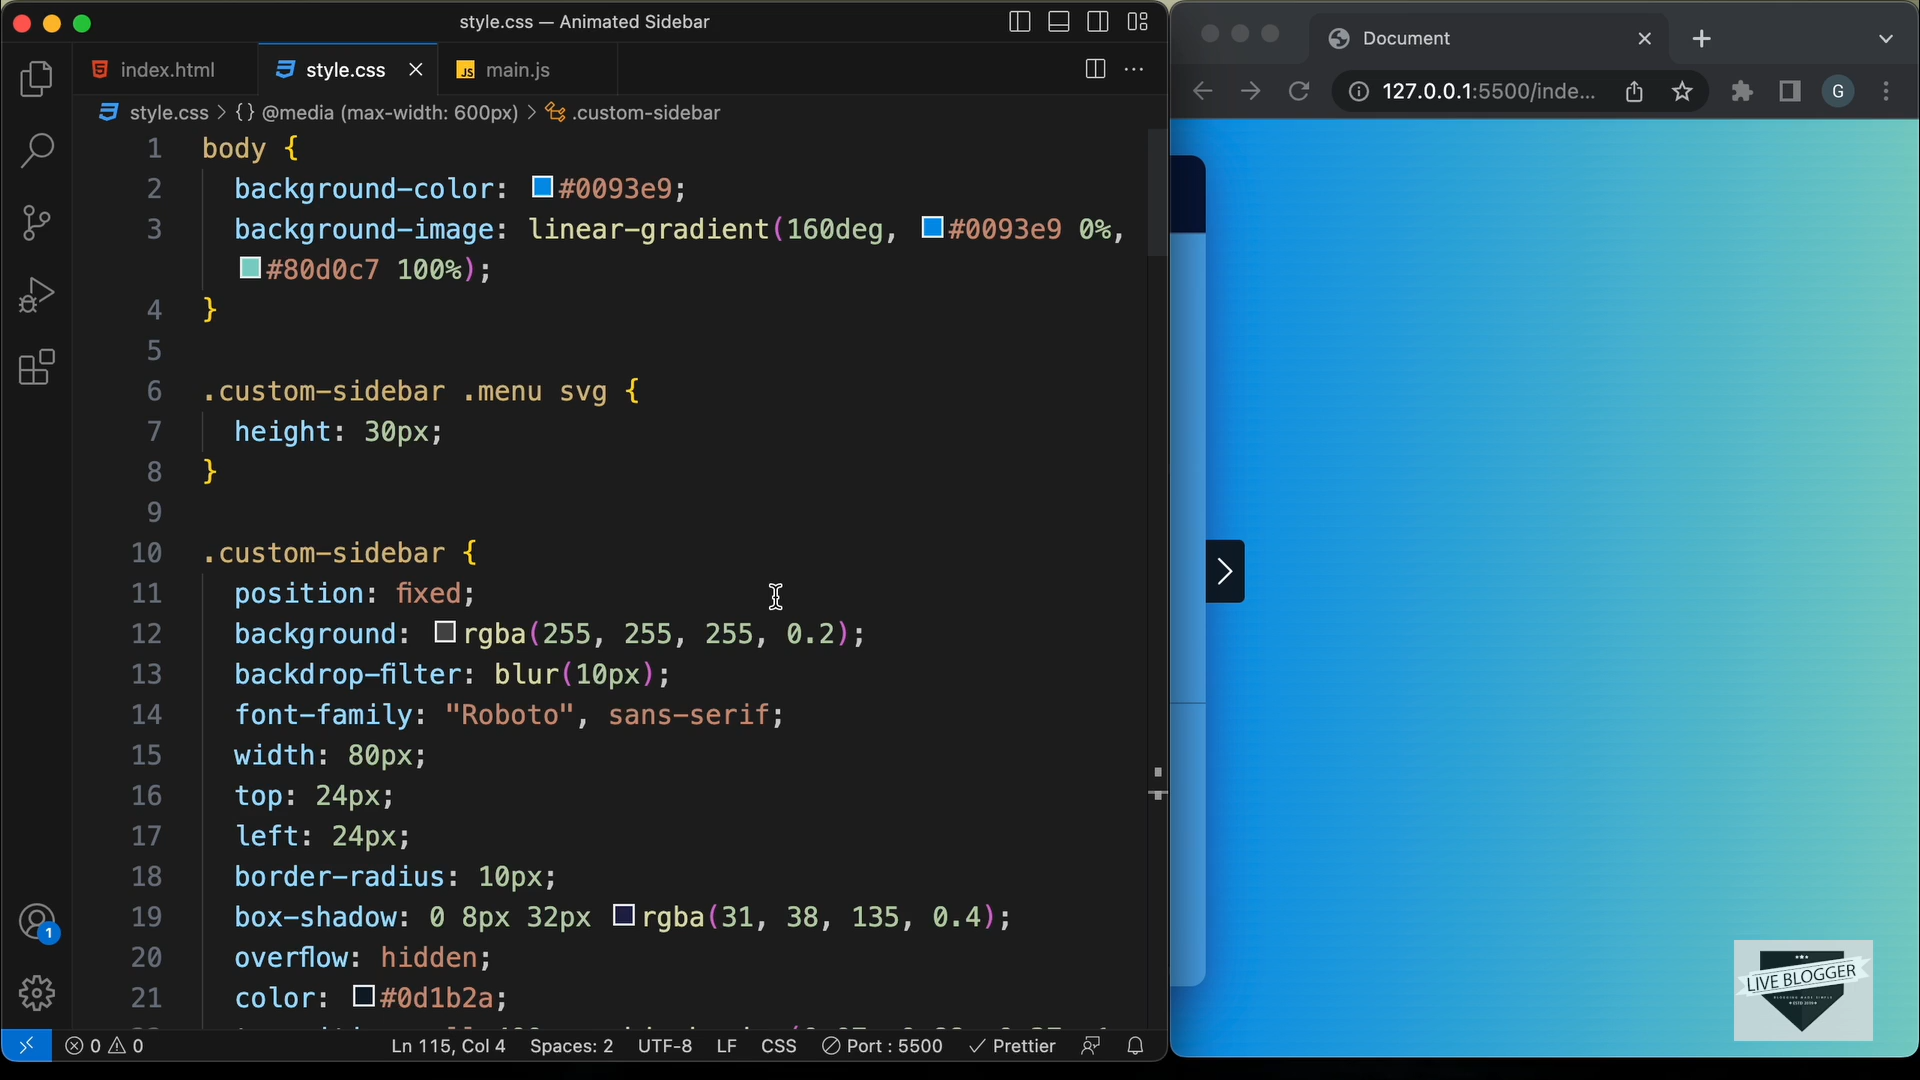 style.css — Animated Sidebar
index.html
style.css
JS main.js
style.css > {} @media (max-width: 600px) > .custom-sidebar
1 body {
2 background-color: #0093e9;
3 background-image: linear-gradient(160deg, #0093e9 0%,
#80d0c7 100%);
4 }
5
6 .custom-sidebar .menu svg {
7 height: 30px;
8 }
9
10 .custom-sidebar {
11 position: fixed;
12 background: rgba(255, 255, 255, 0.2);
13 backdrop-filter: blur(10px);
14 font-family: "Roboto", sans-serif;
15 width: 80px;
16 top: 24px;
17 left: 24px;
18 border-radius: 10px;
19 box-shadow: 0 8px 32px rgba(31, 38, 135, 0.4);
20 overflow: hidden;
21 color: #0d1b2a;
1
0 0
Ln 115, Col 4
Spaces: 2
UTF-8
LF
CSS
Port : 5500
Prettier
Document
127.0.0.1:5500/inde...
G
LIVE BLOGGER